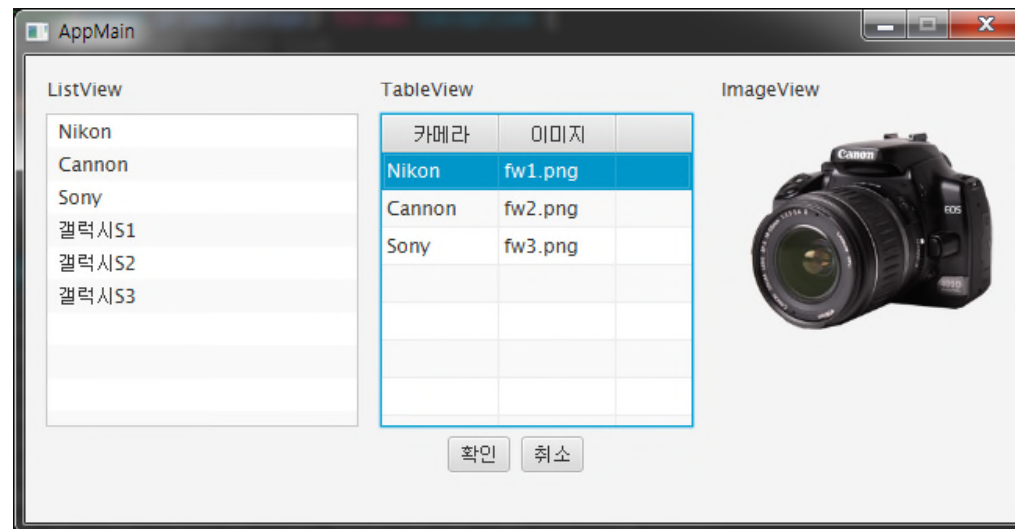 AppMain
ListView
TableView
ImageView
Nikon
Cannon
Sony
갤럭시S1
갤럭시S2
갤럭시S3
카메라 이미지
Nikon fw1.png
Cannon fw2.png
Sony fw3.png
Canon
EOS
400D
확인 취소